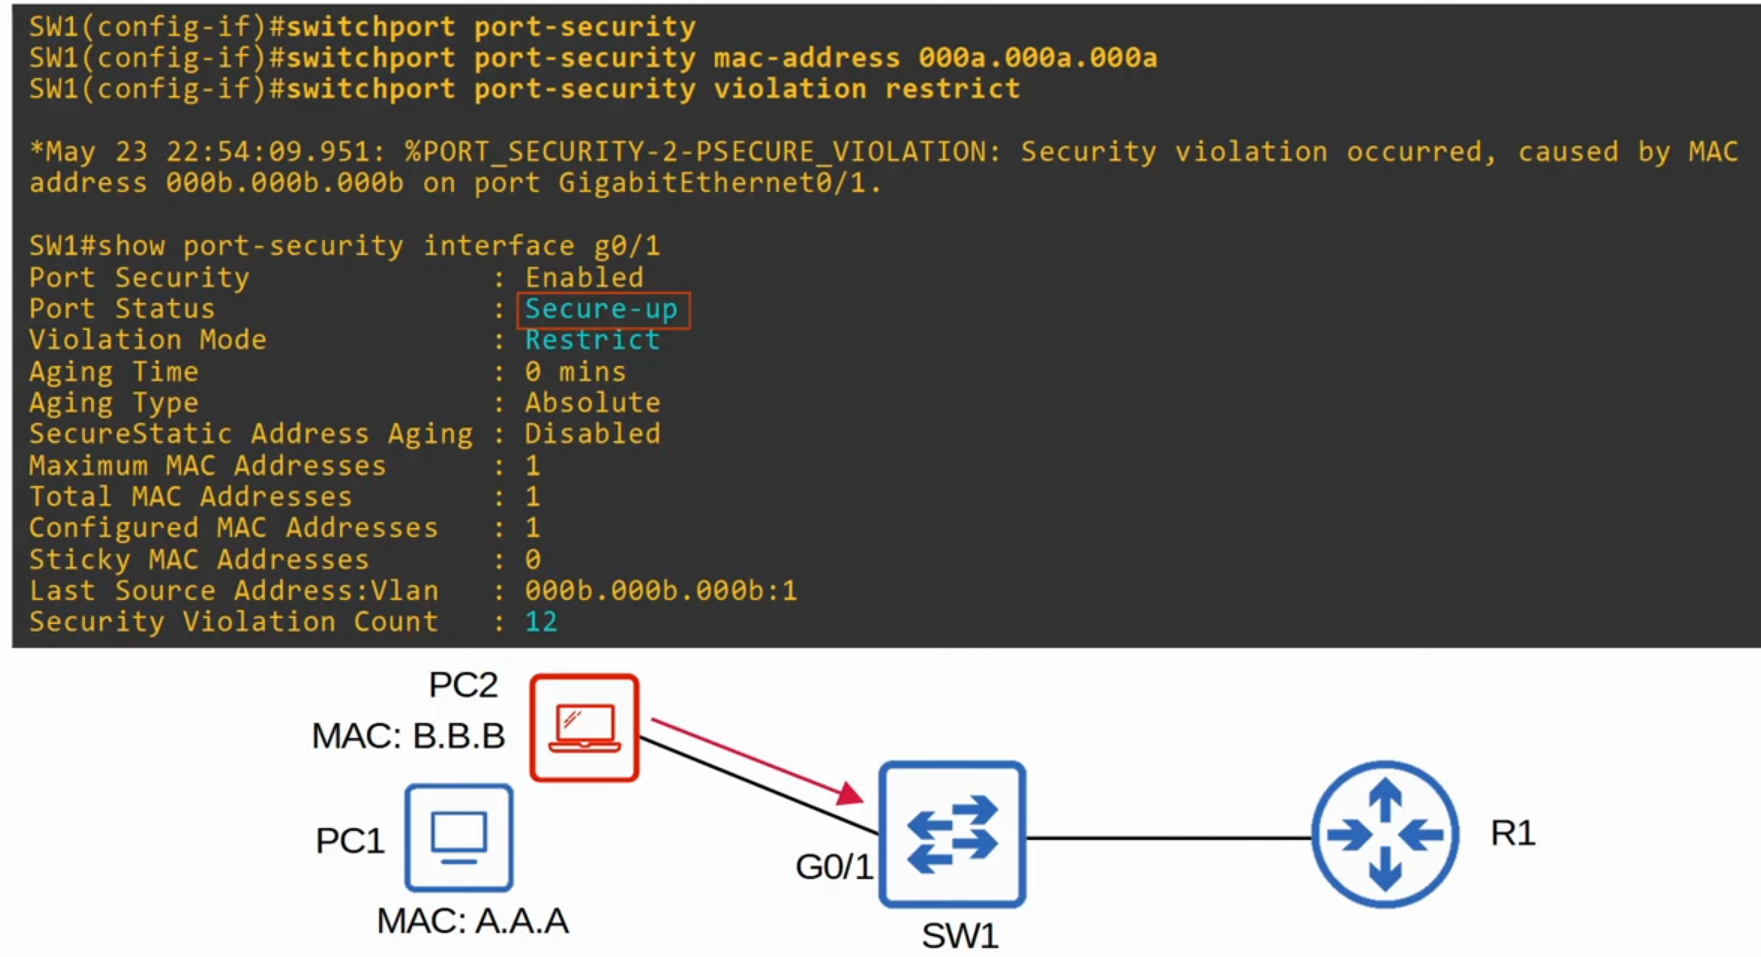 SW1(config-if)#switchport port-security
SW1(config-if)#switchport port-security mac-address 000a.000a.000a
SW1(config-if)#switchport port-security violation restrict
*May 23 22:54:09.951: %PORT_SECURITY-2-PSECURE_VIOLATION: Security violation occurred, caused by MAC
address 000b.000b.000b on port GigabitEthernet0/1.
SW1#show port-security interface g0/1
Port Security : Enabled
Port Status : Secure-up
Violation Mode : Restrict
Aging Time : 0 mins
Aging Type : Absolute
SecureStatic Address Aging : Disabled
Maximum MAC Addresses : 1
Total MAC Addresses : 1
Configured MAC Addresses : 1
Sticky MAC Addresses : 0
Last Source Address:Vlan : 000b.000b.000b:1
Security Violation Count : 12
PC2
MAC: B.B.B
PC1
MAC: A.A.A
G0/1
SW1
R1